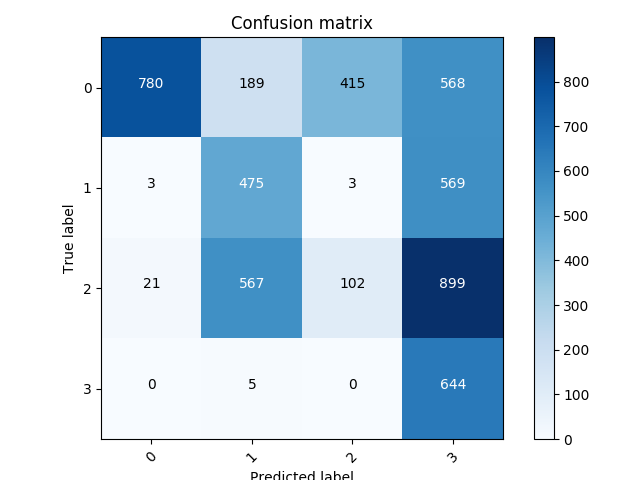 Confusion matrix
0 780 189 415 568
1 3 475 3 569
2 21 567 102 899
3 0 5 0 644
0 1 2 3
True label
Predicted label
800
700
600
500
400
300
200
100
0